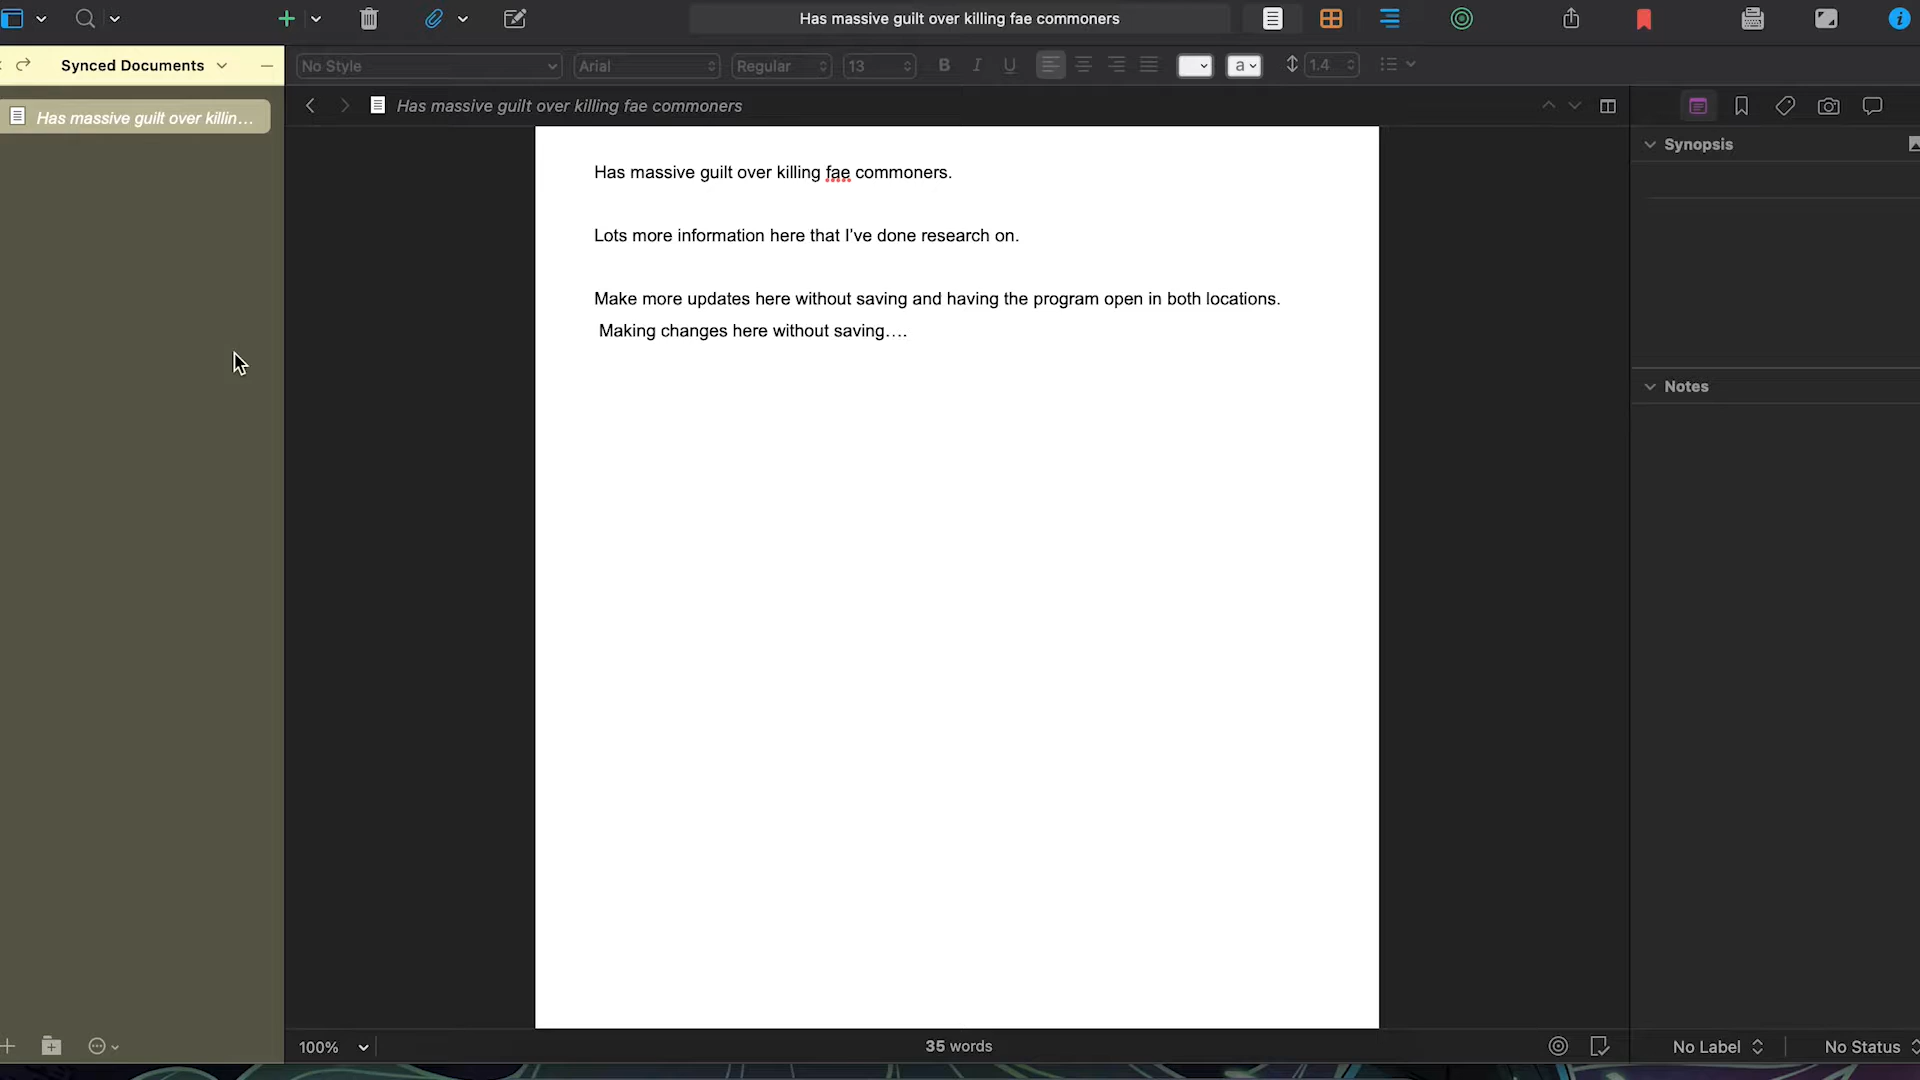 Has massive guilt over killing fae commoners
Synced Documents
No Style
Arial
Regular
13
B
I
U
a
1.4
Has massive guilt over killin...
Has massive guilt over killing fae commoners
Synopsis
Has massive guilt over killing fae commoners.
Lots more information here that I've done research on.
Make more updates here without saving and having the program open in both locations.
Making changes here without saving….
Notes
100%
35 words
No Label
No Status